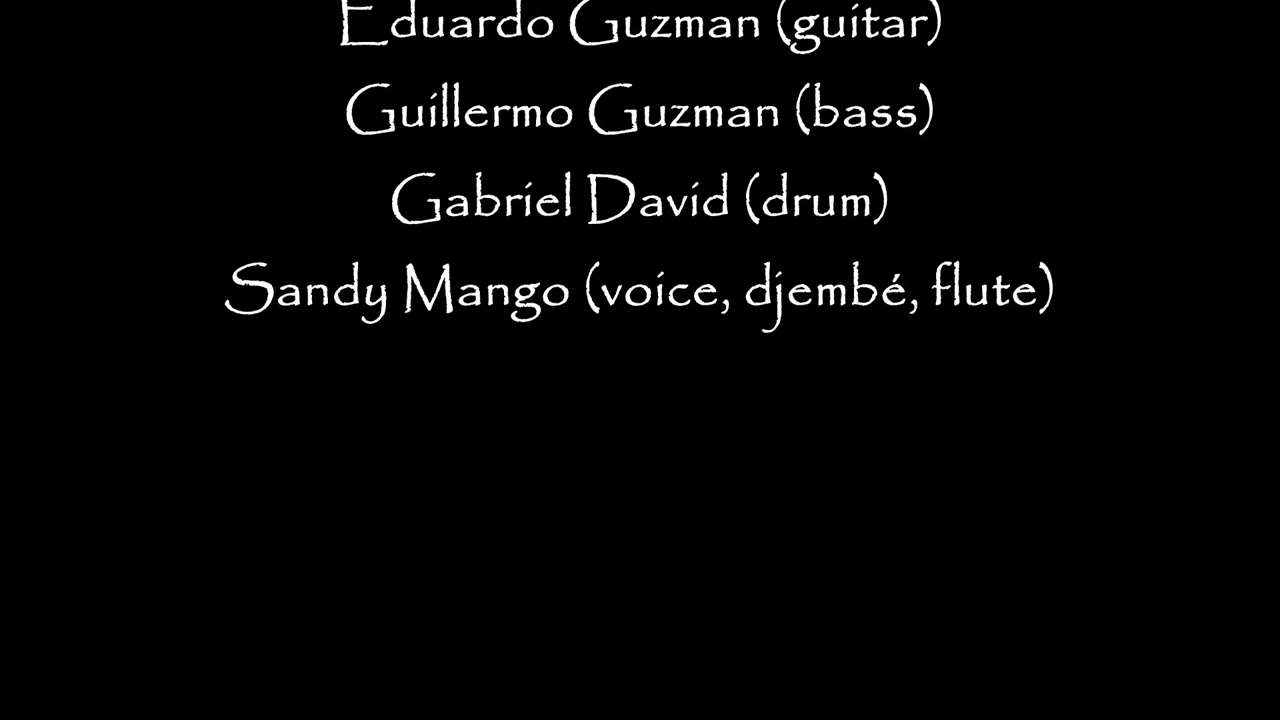 Eduardo Guzman (guitar)
Guillermo Guzman (bass)
Gabriel David (drum)
Sandy Mango (voice, djembé, flute)